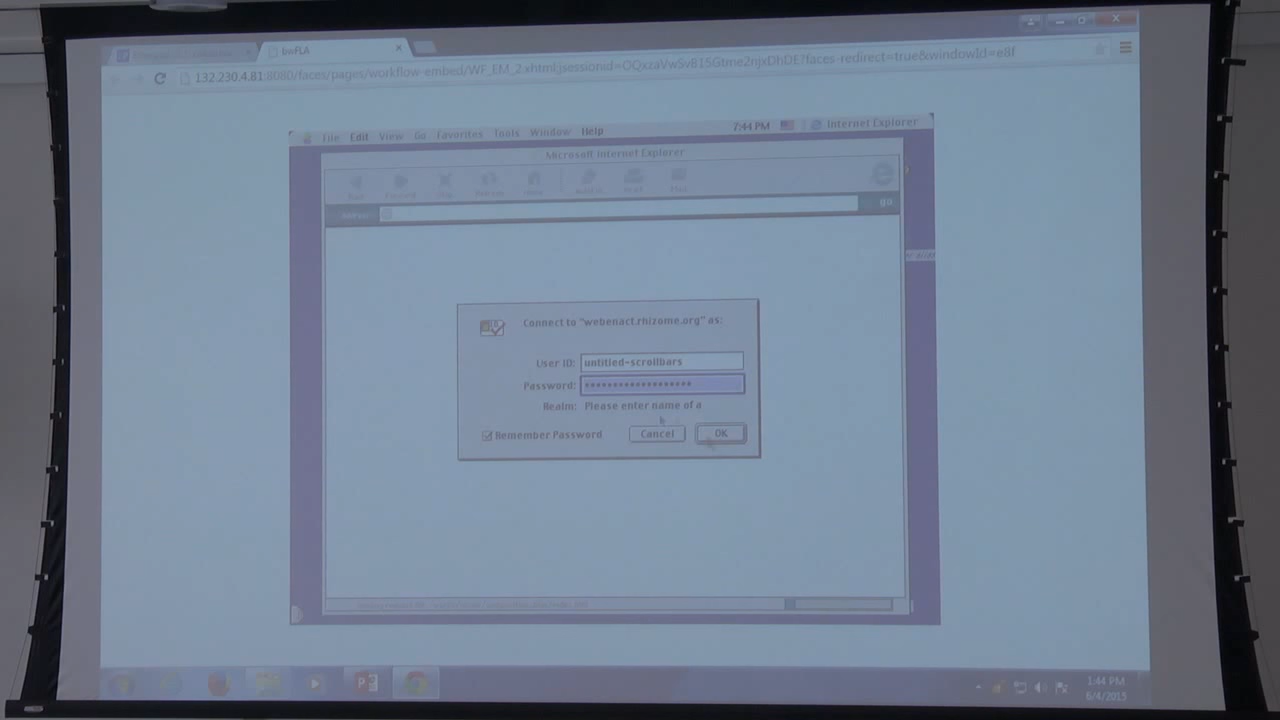 bwFLA
132.230.4.81:8080/faces/pages/workflow-embed/WF_EM_2.xhtml;jsessionid=OQxzaVwSvB15Gtme2njxDhDE?faces-redirect=true&windowId=e8f
File Edit View Go Favorites Tools Window Help 7:44 PM Internet Explorer
Microsoft Internet Explorer
go
Connect to "webenact.rhizome.org" as:
User ID: untitled-scrollbars
Password: *******************
Realm: Please enter name of a
Remember Password Cancel OK
1:44 PM
6/4/2015